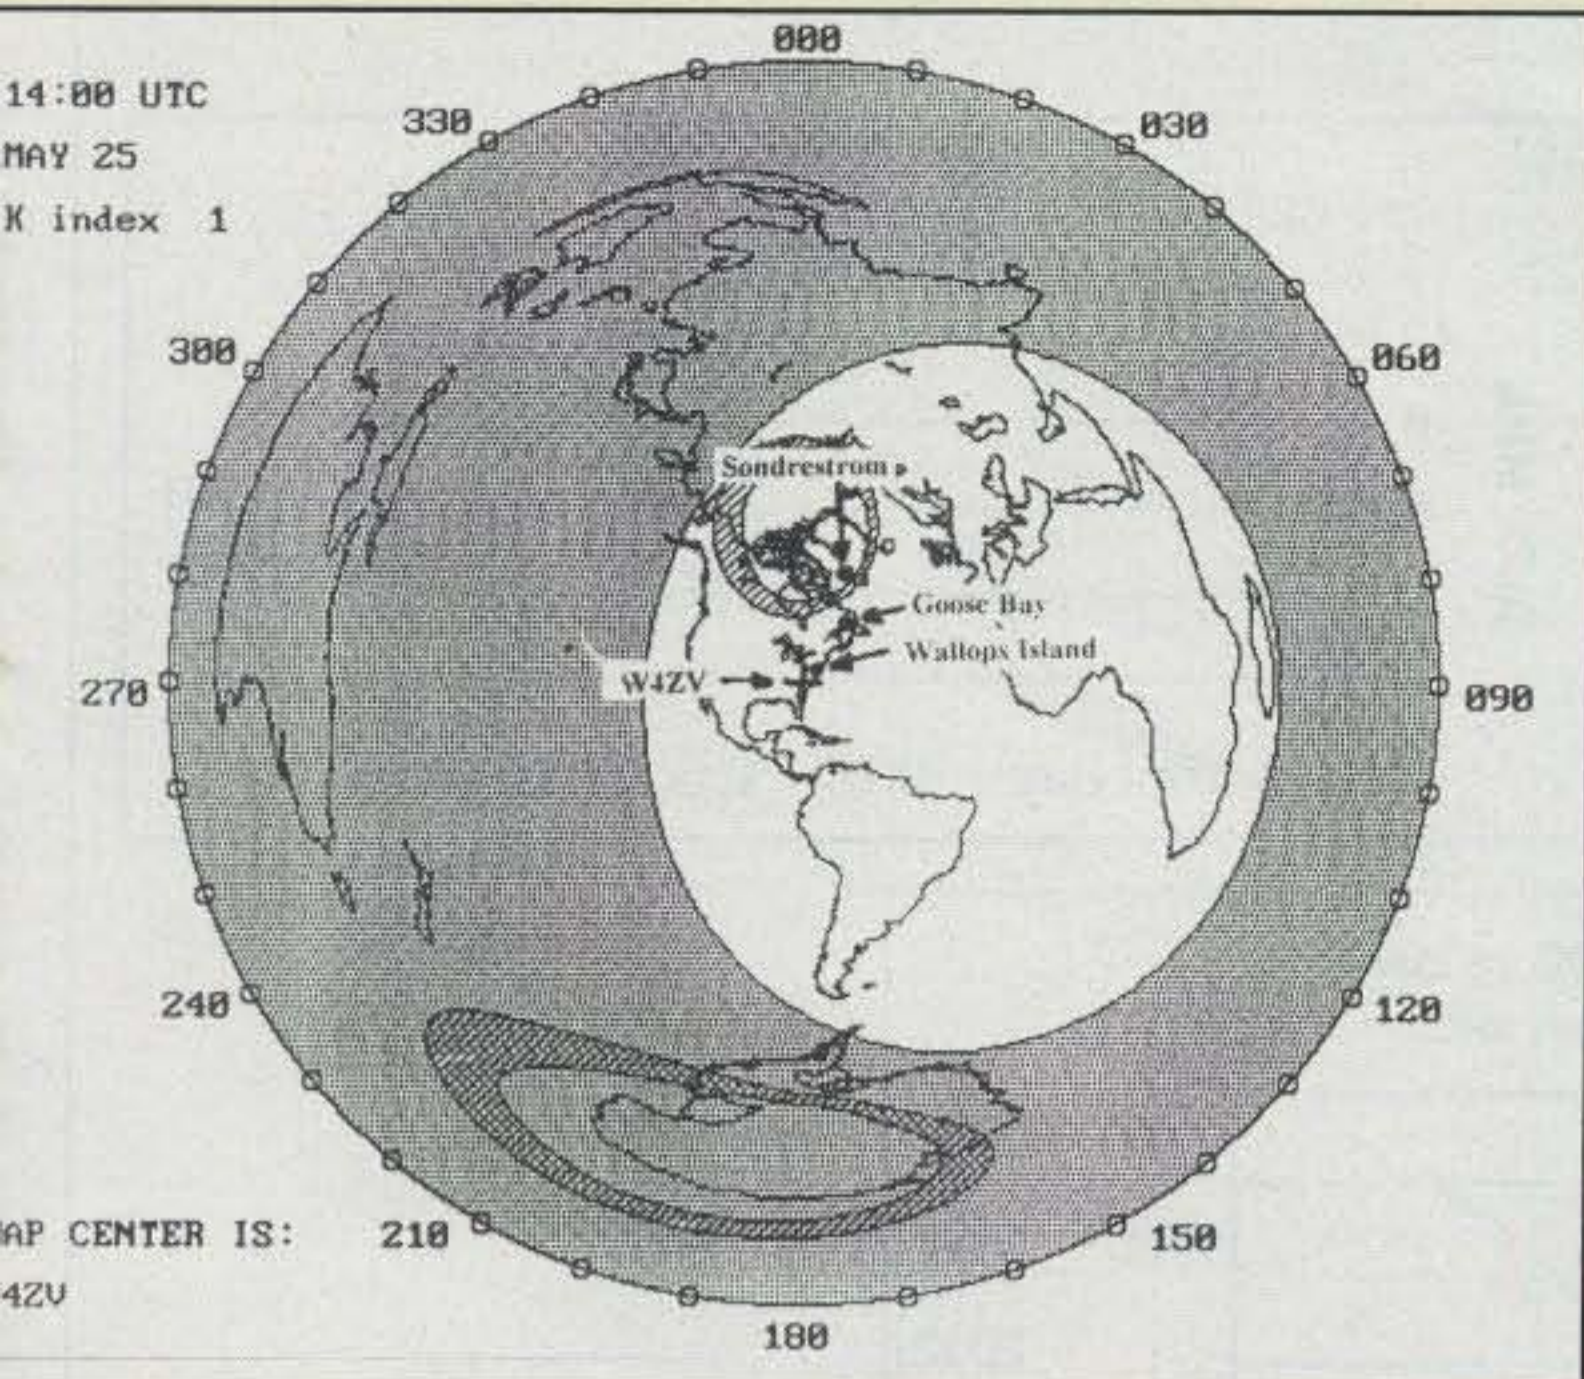 000
14:00 UTC
330
030
MAY 25
K index 1
300
060
Sondrestrom
Goose Bay
Wallops Island
W4ZV
270
090
240
120
AP CENTER IS:
210
150
4ZV
180